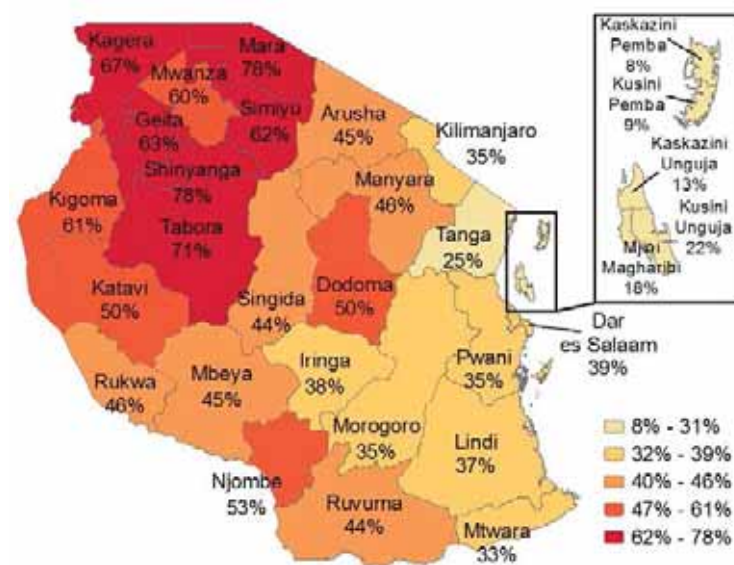 Kagera
67%
Mara
78%
Mwanza
60%
Geita
63%
Simiyu
62%
Shinyanga
78%
Kigoma
61%
Tabora
71%
Katavi
50%
Rukwa
46%
Mbeya
45%
Njombe
53%
Ruvuma
44%
Iringa
38%
Singida
44%
Dodoma
50%
Arusha
45%
Manyara
46%
Kilimanjaro
35%
Tanga
25%
Morogoro
35%
Pwani
35%
Dar
es Salaam
39%
Lindi
37%
Mtwara
33%
Kaskazini
Pemba
8%
Kusini
Pemba
9%
Kaskazini
Unguja
13%
Kusini
Unguja
22%
Mjini
Magharibi
18%
8% - 31%
32% - 39%
40% - 46%
47% - 61%
62% - 78%